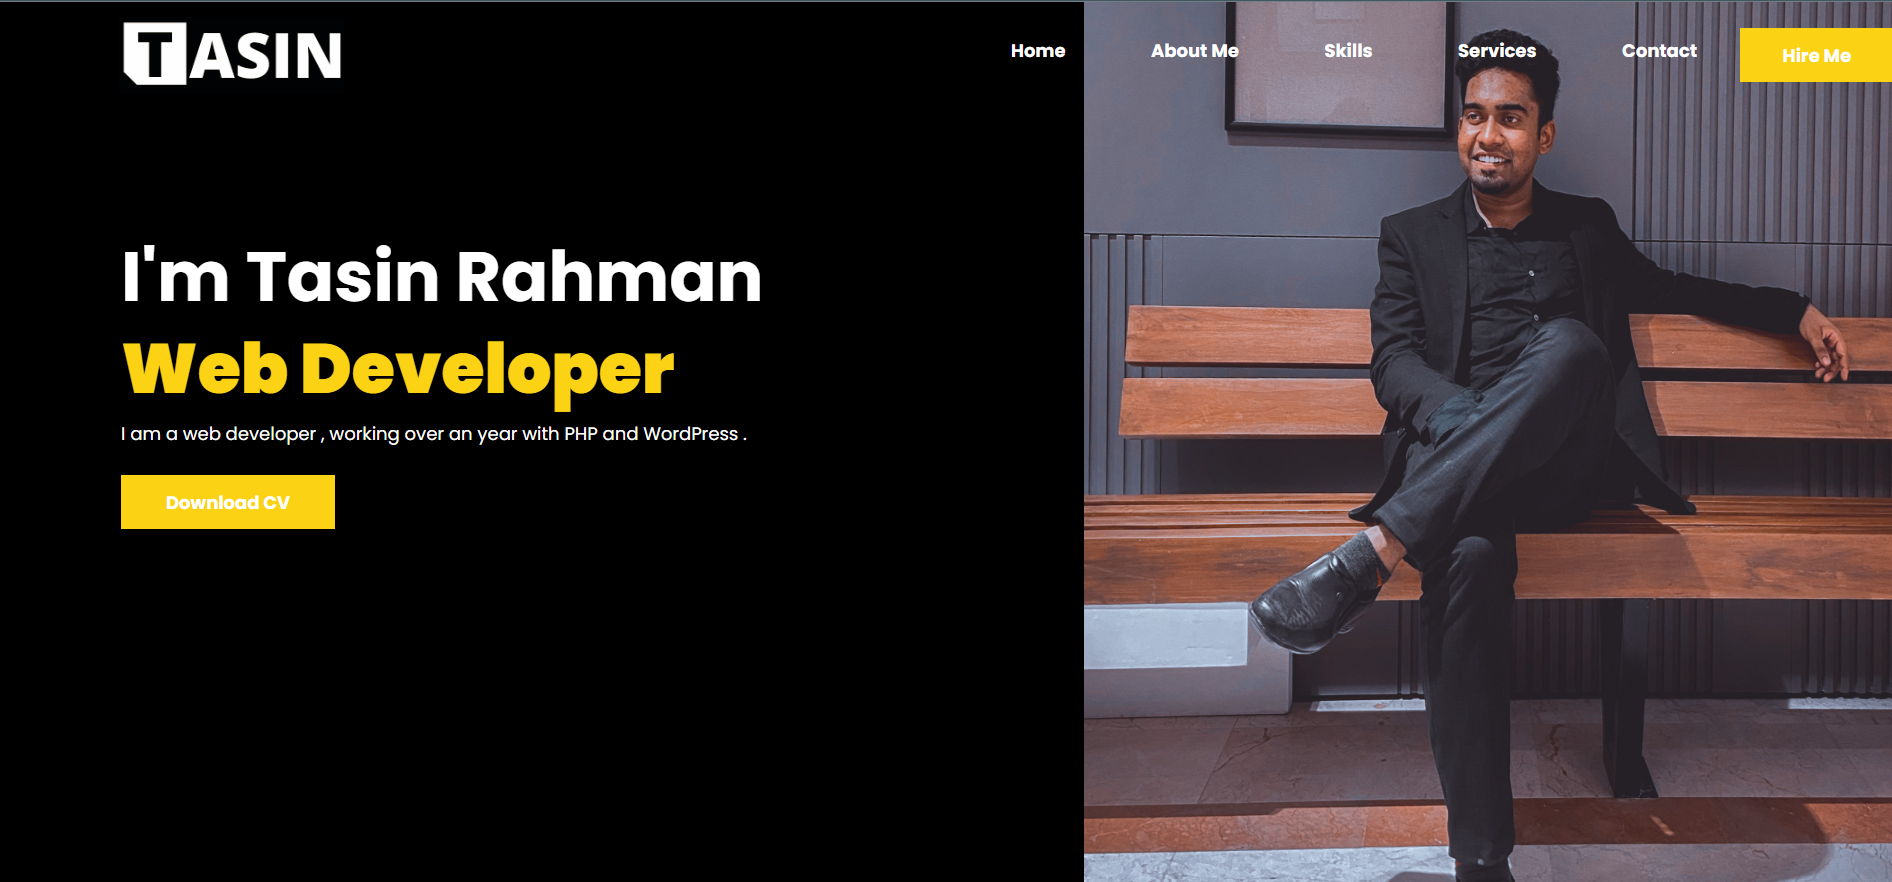 TASIN
Home About Me Skills Services Contact Hire Me
I'm Tasin Rahman
Web Developer
I am a web developer , working over an year with PHP and WordPress .
Download CV